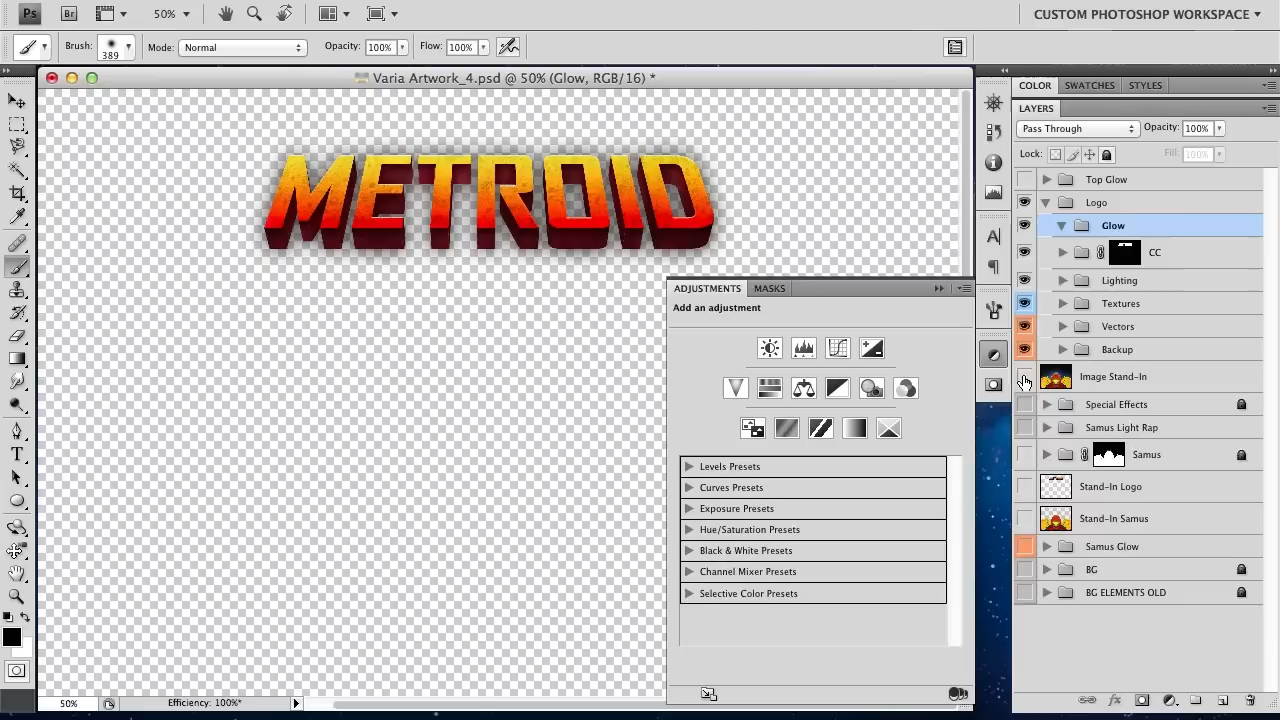 Ps Br 50% CUSTOM PHOTOSHOP WORKSPACE
Brush: 389 Mode: Normal Opacity: 100% Flow: 100%
Varia Artwork_4.psd @ 50% (Glow, RGB/16) *
METROID
COLOR SWATCHES STYLES
LAYERS
Pass Through Opacity: 100%
Lock: Fill: 100%
Top Glow
Logo
Glow
CC
Lighting
Textures
Vectors
Backup
Image Stand-In
Special Effects
Samus Light Rap
Samus
Stand-In Logo
Stand-In Samus
Samus Glow
BG
BG ELEMENTS OLD
ADJUSTMENTS MASKS
Add an adjustment
Levels Presets
Curves Presets
Exposure Presets
Hue/Saturation Presets
Black & White Presets
Channel Mixer Presets
Selective Color Presets
50% Efficiency: 100%*